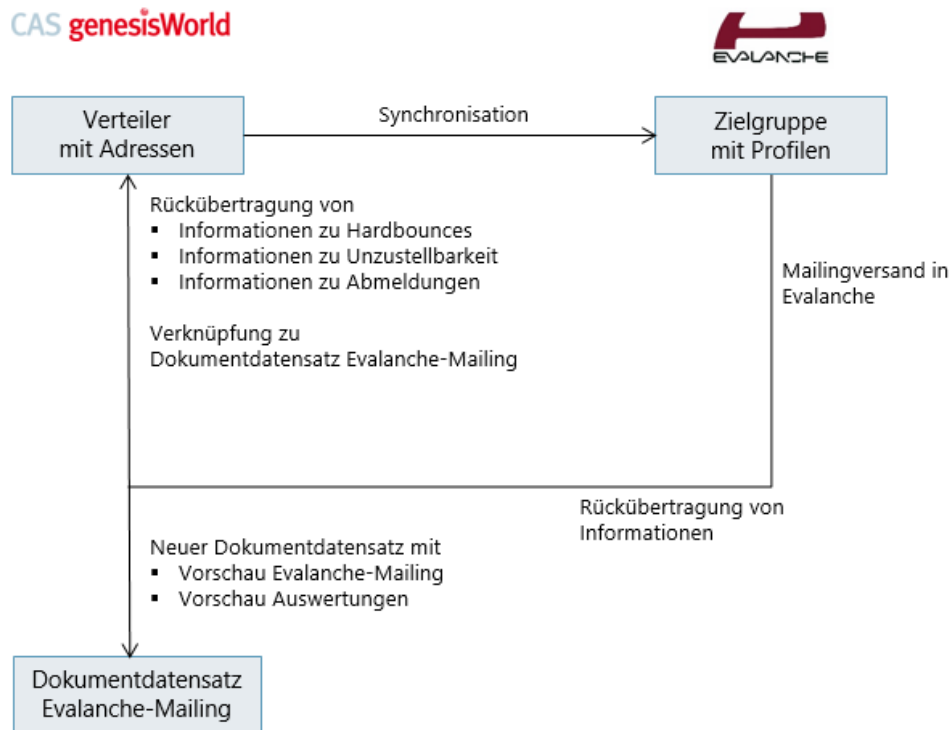 CAS genesisWorld
EVALANCHE
Verteiler
mit Adressen
Synchronisation
Zielgruppe
mit Profilen
Rückübertragung von
▪ Informationen zu Hardbounces
▪ Informationen zu Unzustellbarkeit
▪ Informationen zu Abmeldungen
Mailingversand in
Evalanche
Verknüpfung zu
Dokumentdatensatz Evalanche-Mailing
Rückübertragung von
Informationen
Neuer Dokumentdatensatz mit
▪ Vorschau Evalanche-Mailing
▪ Vorschau Auswertungen
Dokumentdatensatz
Evalanche-Mailing